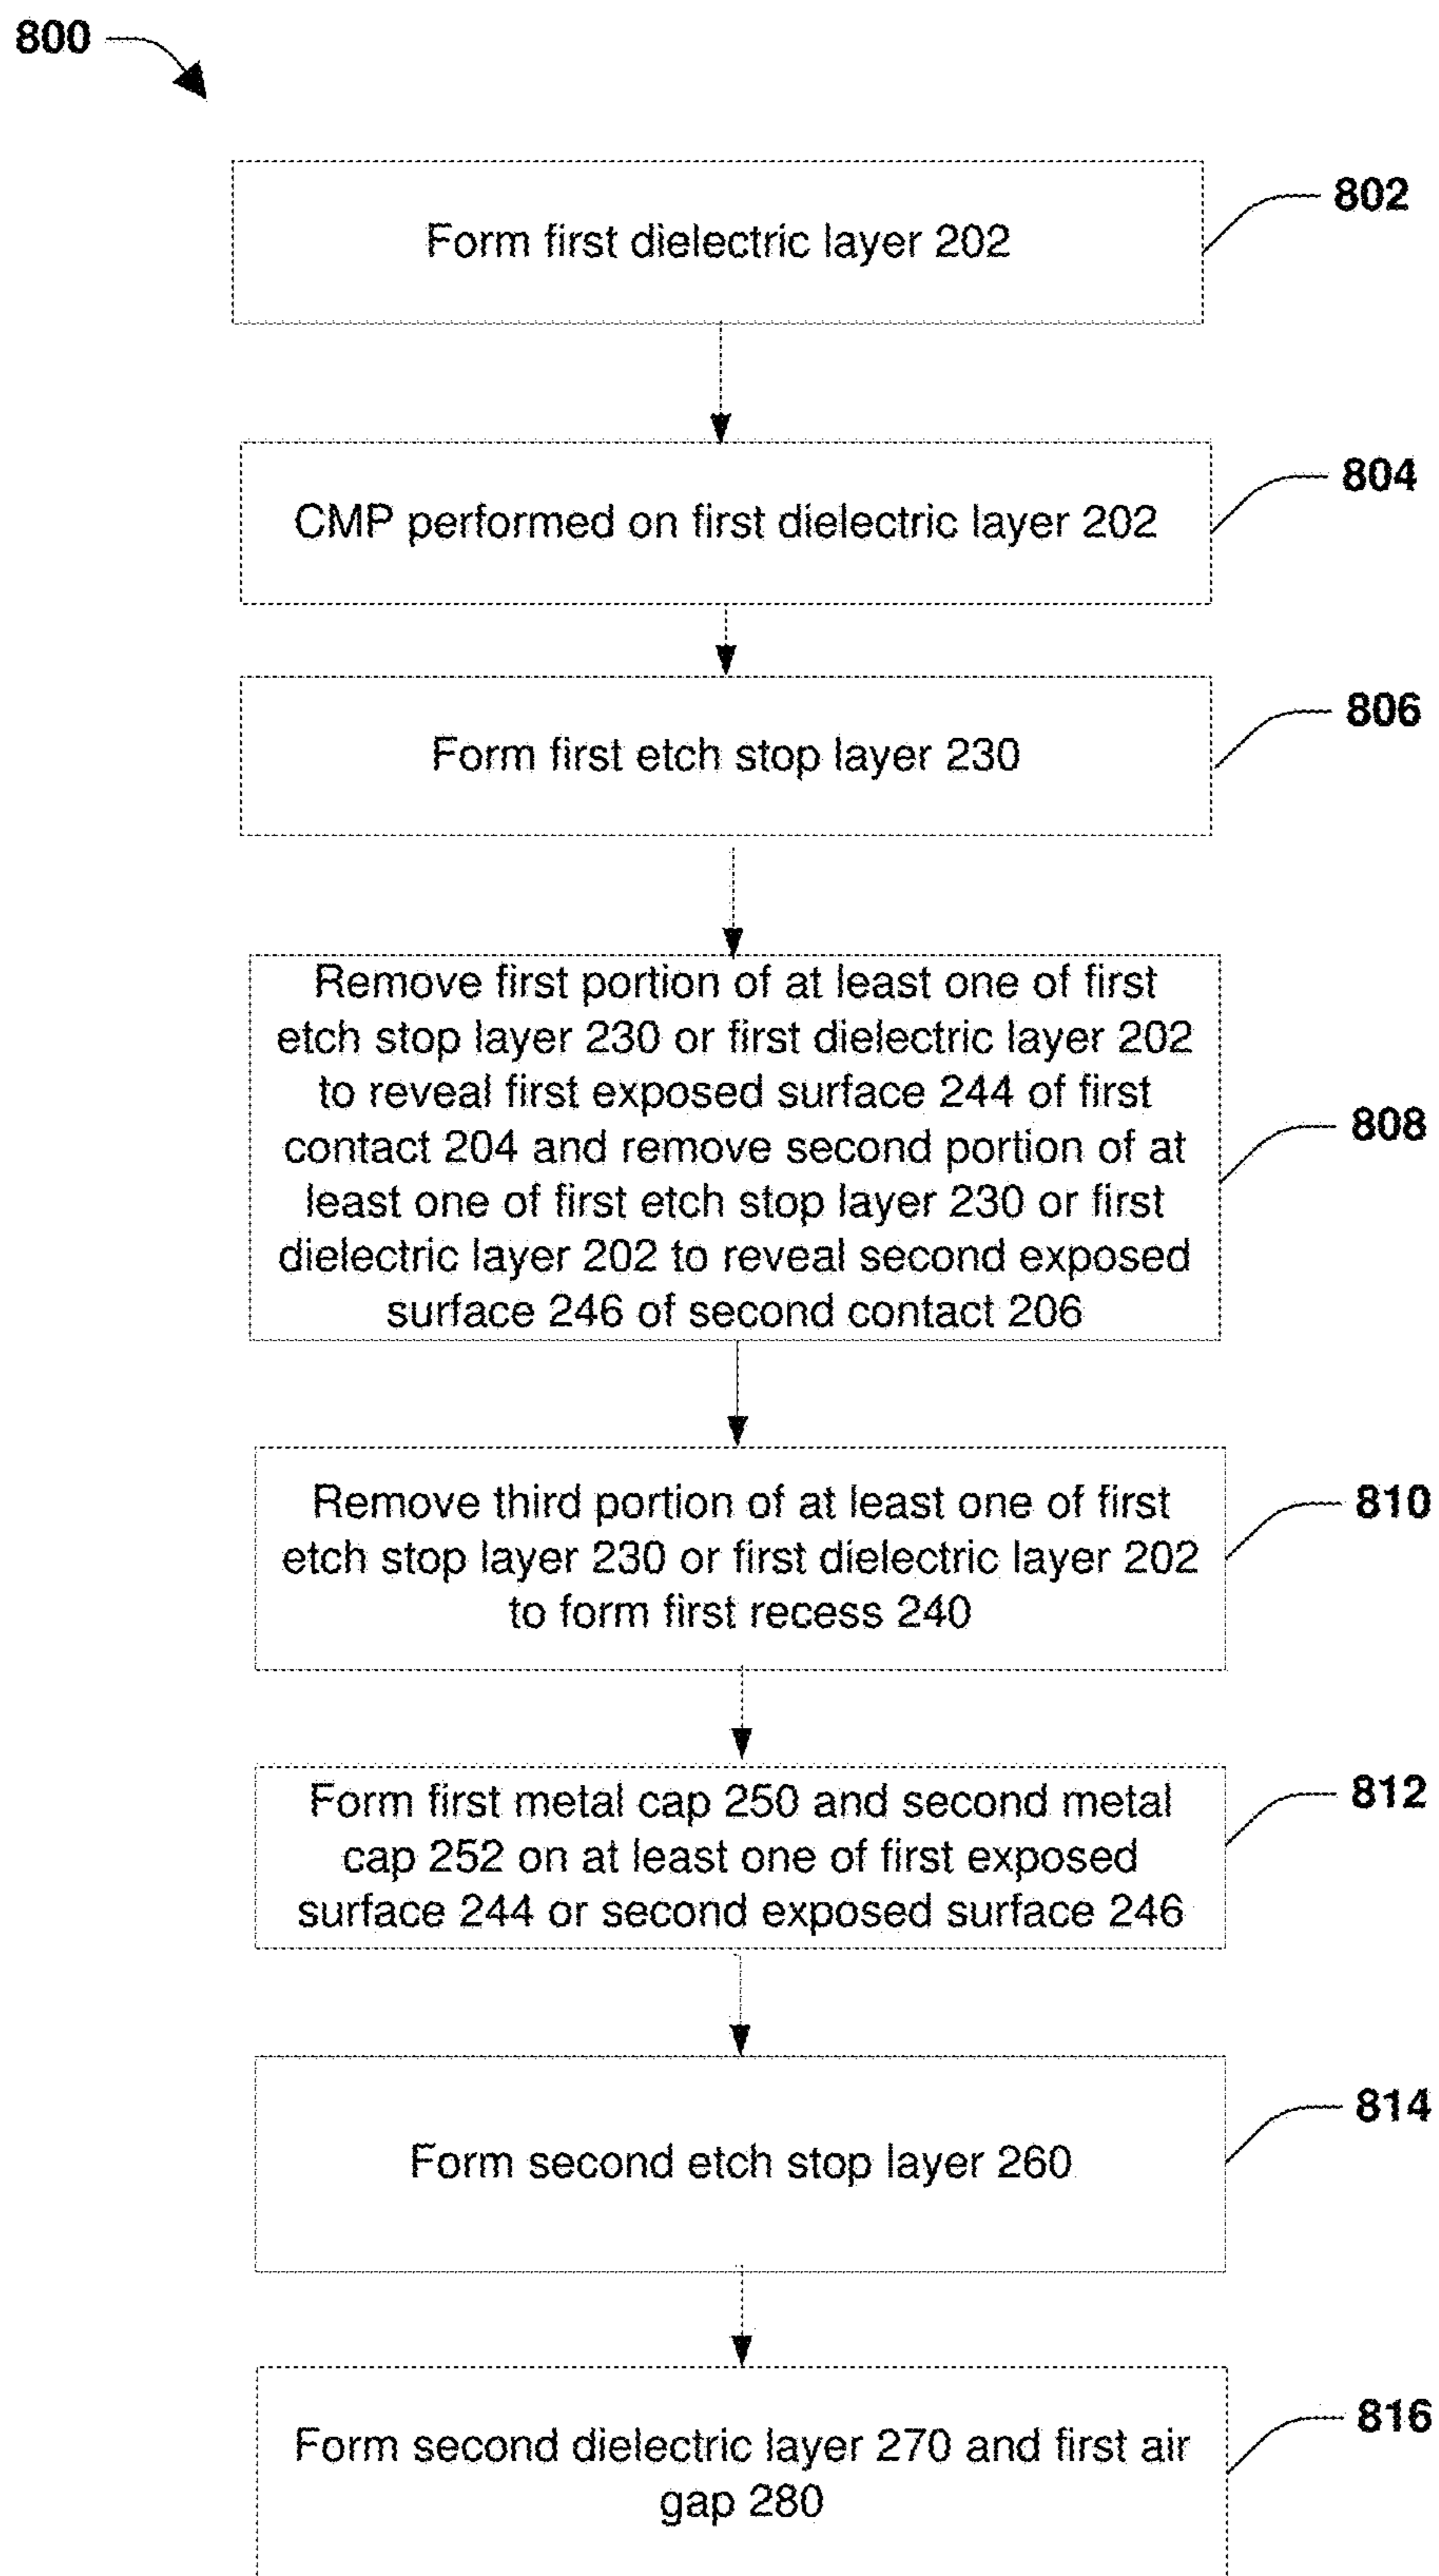 800
Form first dielectric layer 202
802
CMP performed on first dielectric layer 202
804
Form first etch stop layer 230
806
Remove first portion of at least one of first
etch stop layer 230 or first dielectric layer 202
to reveal first exposed surface 244 of first
contact 204 and remove second portion of at
least one of first etch stop layer 230 or first
dielectric layer 202 to reveal second exposed
surface 246 of second contact 206
808
Remove third portion of at least one of first
etch stop layer 230 or first dielectric layer 202
to form first recess 240
810
Form first metal cap 250 and second metal
cap 252 on at least one of first exposed
surface 244 or second exposed surface 246
812
Form second etch stop layer 260
814
Form second dielectric layer 270 and first air
gap 280
816